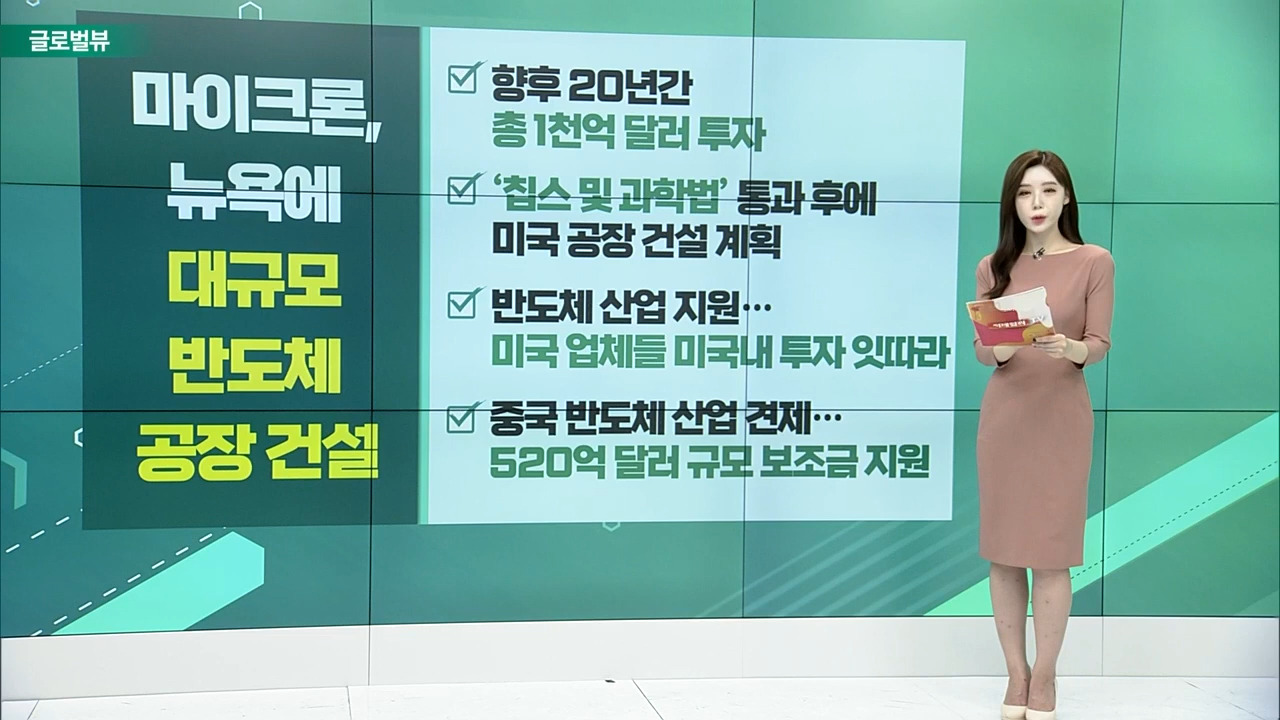 글로벌뷰
마이크론,
뉴욕에
대규모
반도체
공장 건설
향후 20년간
총 1천억 달러 투자
‘칩스 및 과학법’ 통과 후에
미국 공장 건설 계획
반도체 산업 지원…
미국 업체들 미국내 투자 잇따라
중국 반도체 산업 견제…
520억 달러 규모 보조금 지원